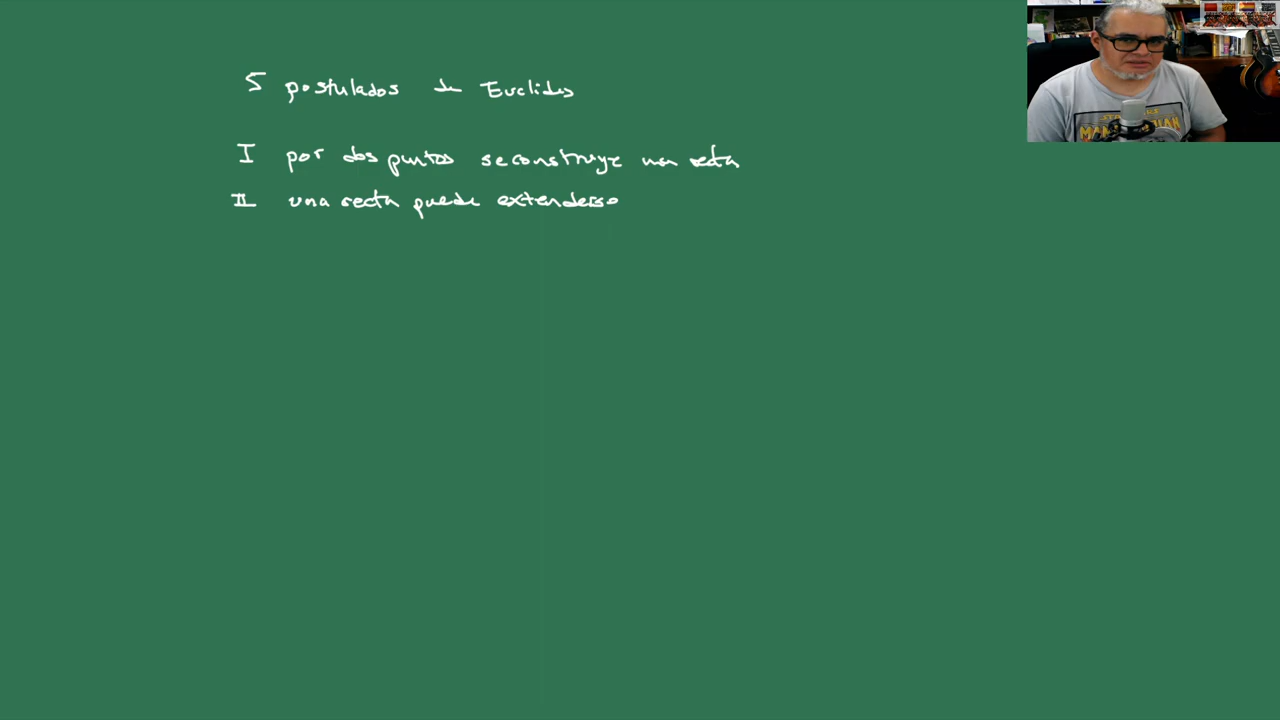 5 postulados de Euclides
I por dos puntos se construye una recta
II una recta puede extenderse